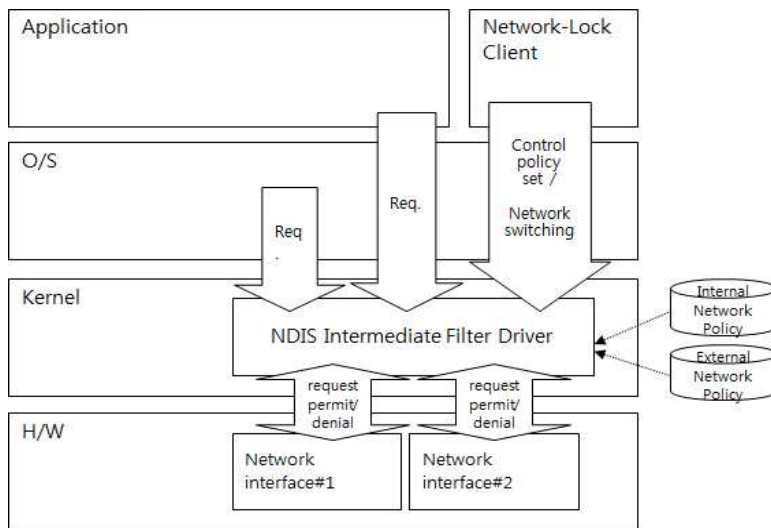 Application
Network-Lock
Client
O/S
Control
policy
set /
Network
switching
Req.
Req
.
Kernel
NDIS Intermediate Filter Driver
Internal
Network
Policy
External
Network
Policy
request
permit/
denial
request
permit/
denial
H/W
Network
interface#1
Network
interface#2